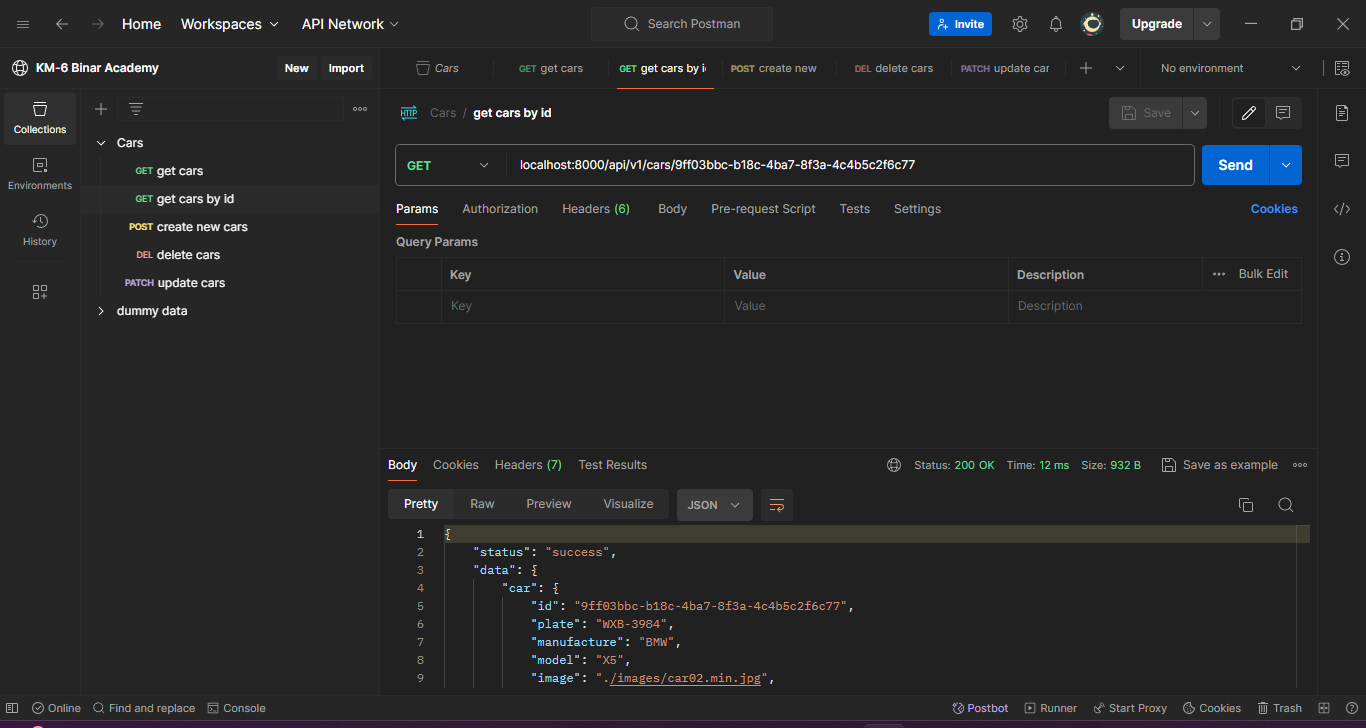 Home Workspaces API Network Search Postman Invite Upgrade
KM-6 Binar Academy New Import Cars GET get cars GET get cars by i POST create new DEL delete cars PATCH update car No environment
Collections
Environments
History
Cars
GET get cars
GET get cars by id
POST create new cars
DEL delete cars
PATCH update cars
dummy data
HTTP Cars / get cars by id Save
GET localhost:8000/api/v1/cars/9ff03bbc-b18c-4ba7-8f3a-4c4b5c2f6c77 Send
Params Authorization Headers (6) Body Pre-request Script Tests Settings Cookies
Query Params
Key Value Description Bulk Edit
Key Value Description
Body Cookies Headers (7) Test Results Status: 200 OK Time: 12 ms Size: 932 B Save as example
Pretty Raw Preview Visualize JSON
1 {
2 "status": "success",
3 "data": {
4 "car": {
5 "id": "9ff03bbc-b18c-4ba7-8f3a-4c4b5c2f6c77",
6 "plate": "WXB-3984",
7 "manufacture": "BMW",
8 "model": "X5",
9 "image": "./images/car02.min.jpg",
Online Find and replace Console Postbot Runner Start Proxy Cookies Trash